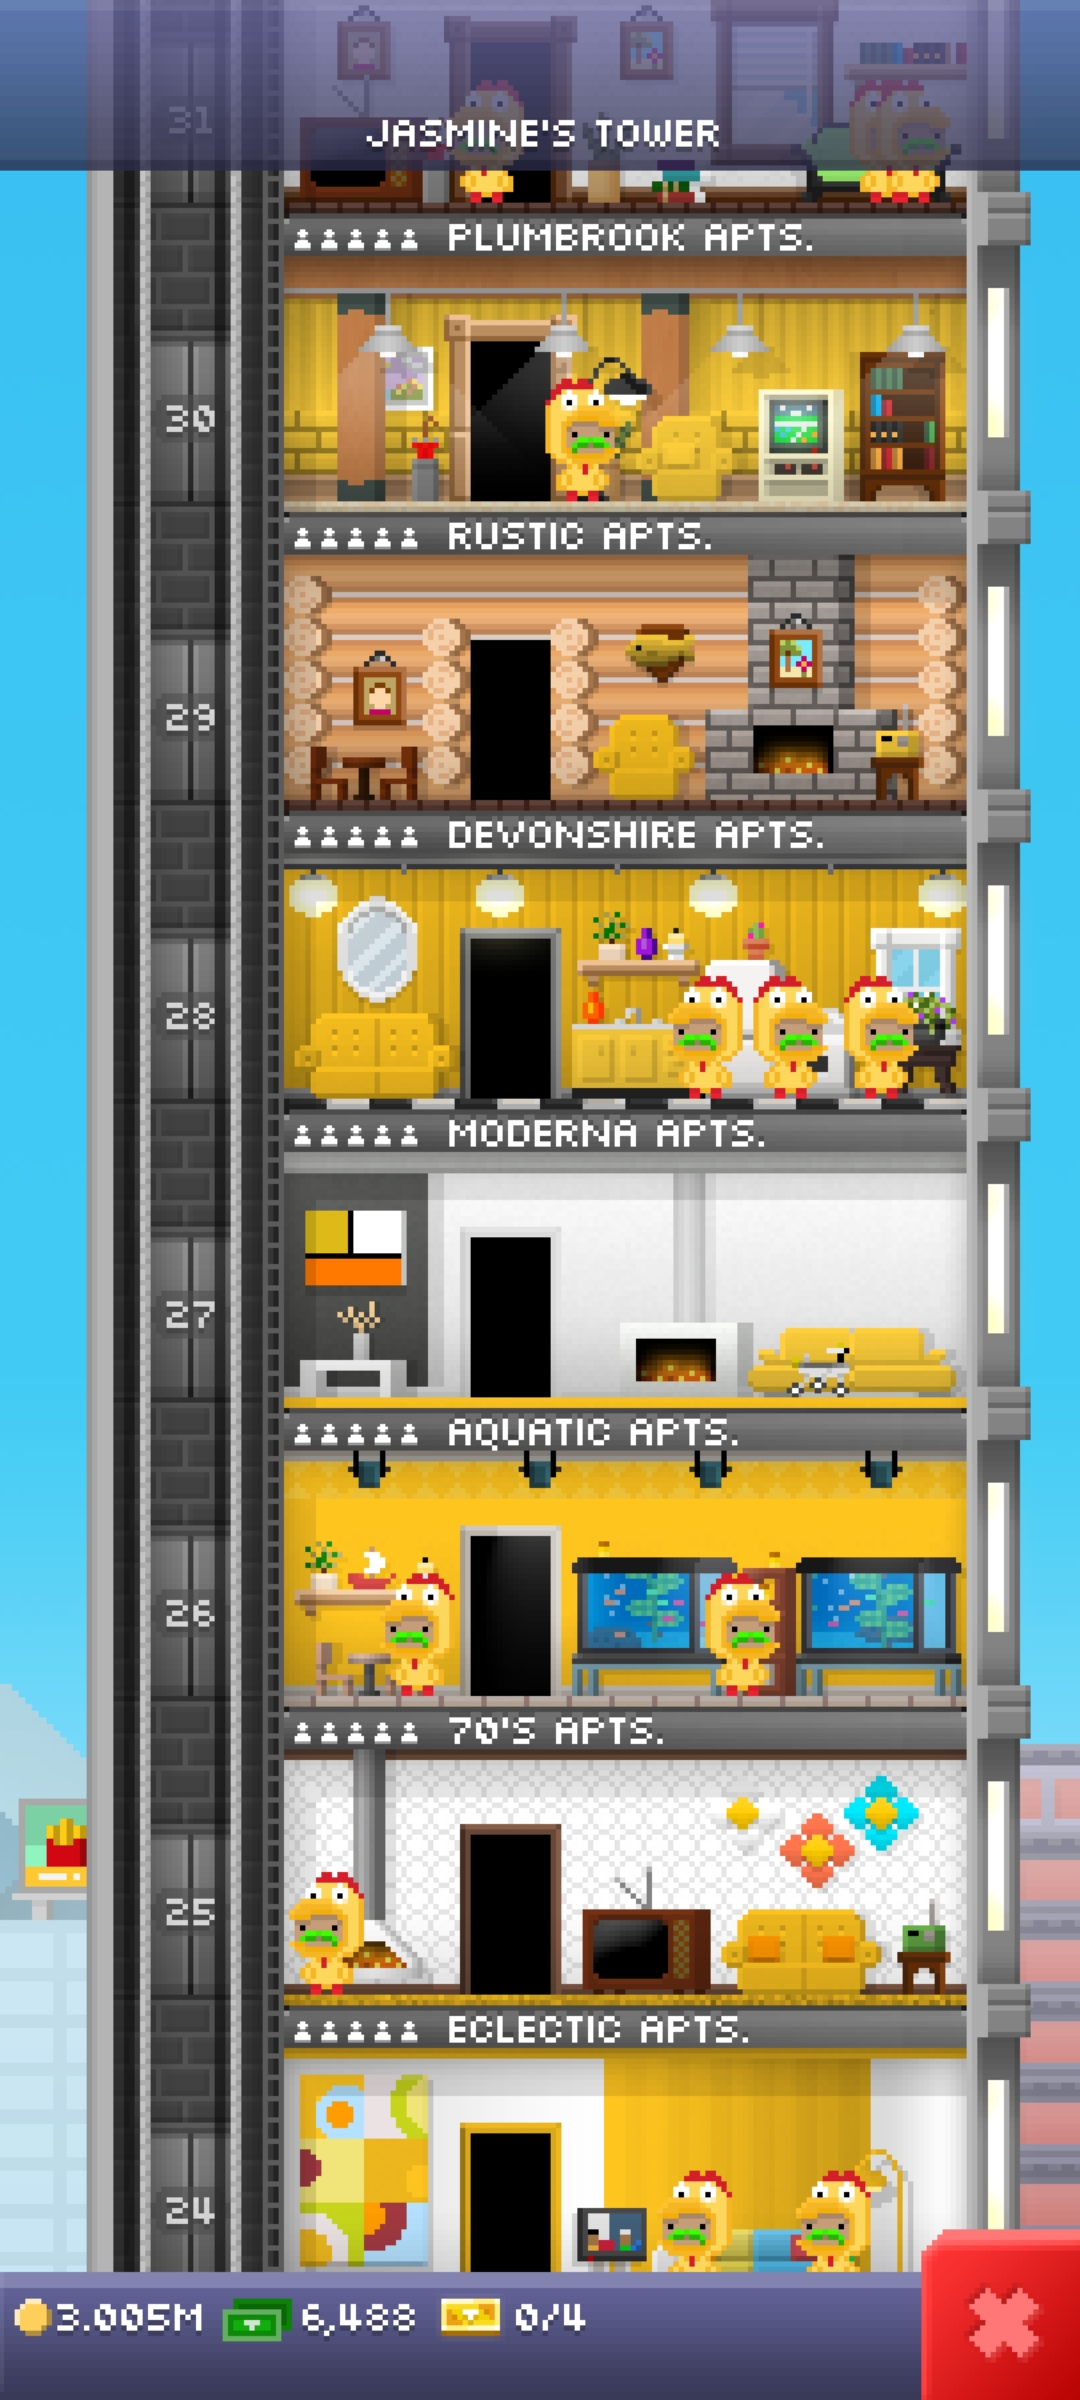 31
JASMINE'S TOWER
PLUMBROOK APTS.
30
RUSTIC APTS.
29
DEVONSHIRE APTS.
28
MODERNA APTS.
27
AQUATIC APTS.
26
70'S APTS.
25
ECLECTIC APTS.
24
3.005M 6,488 0/4